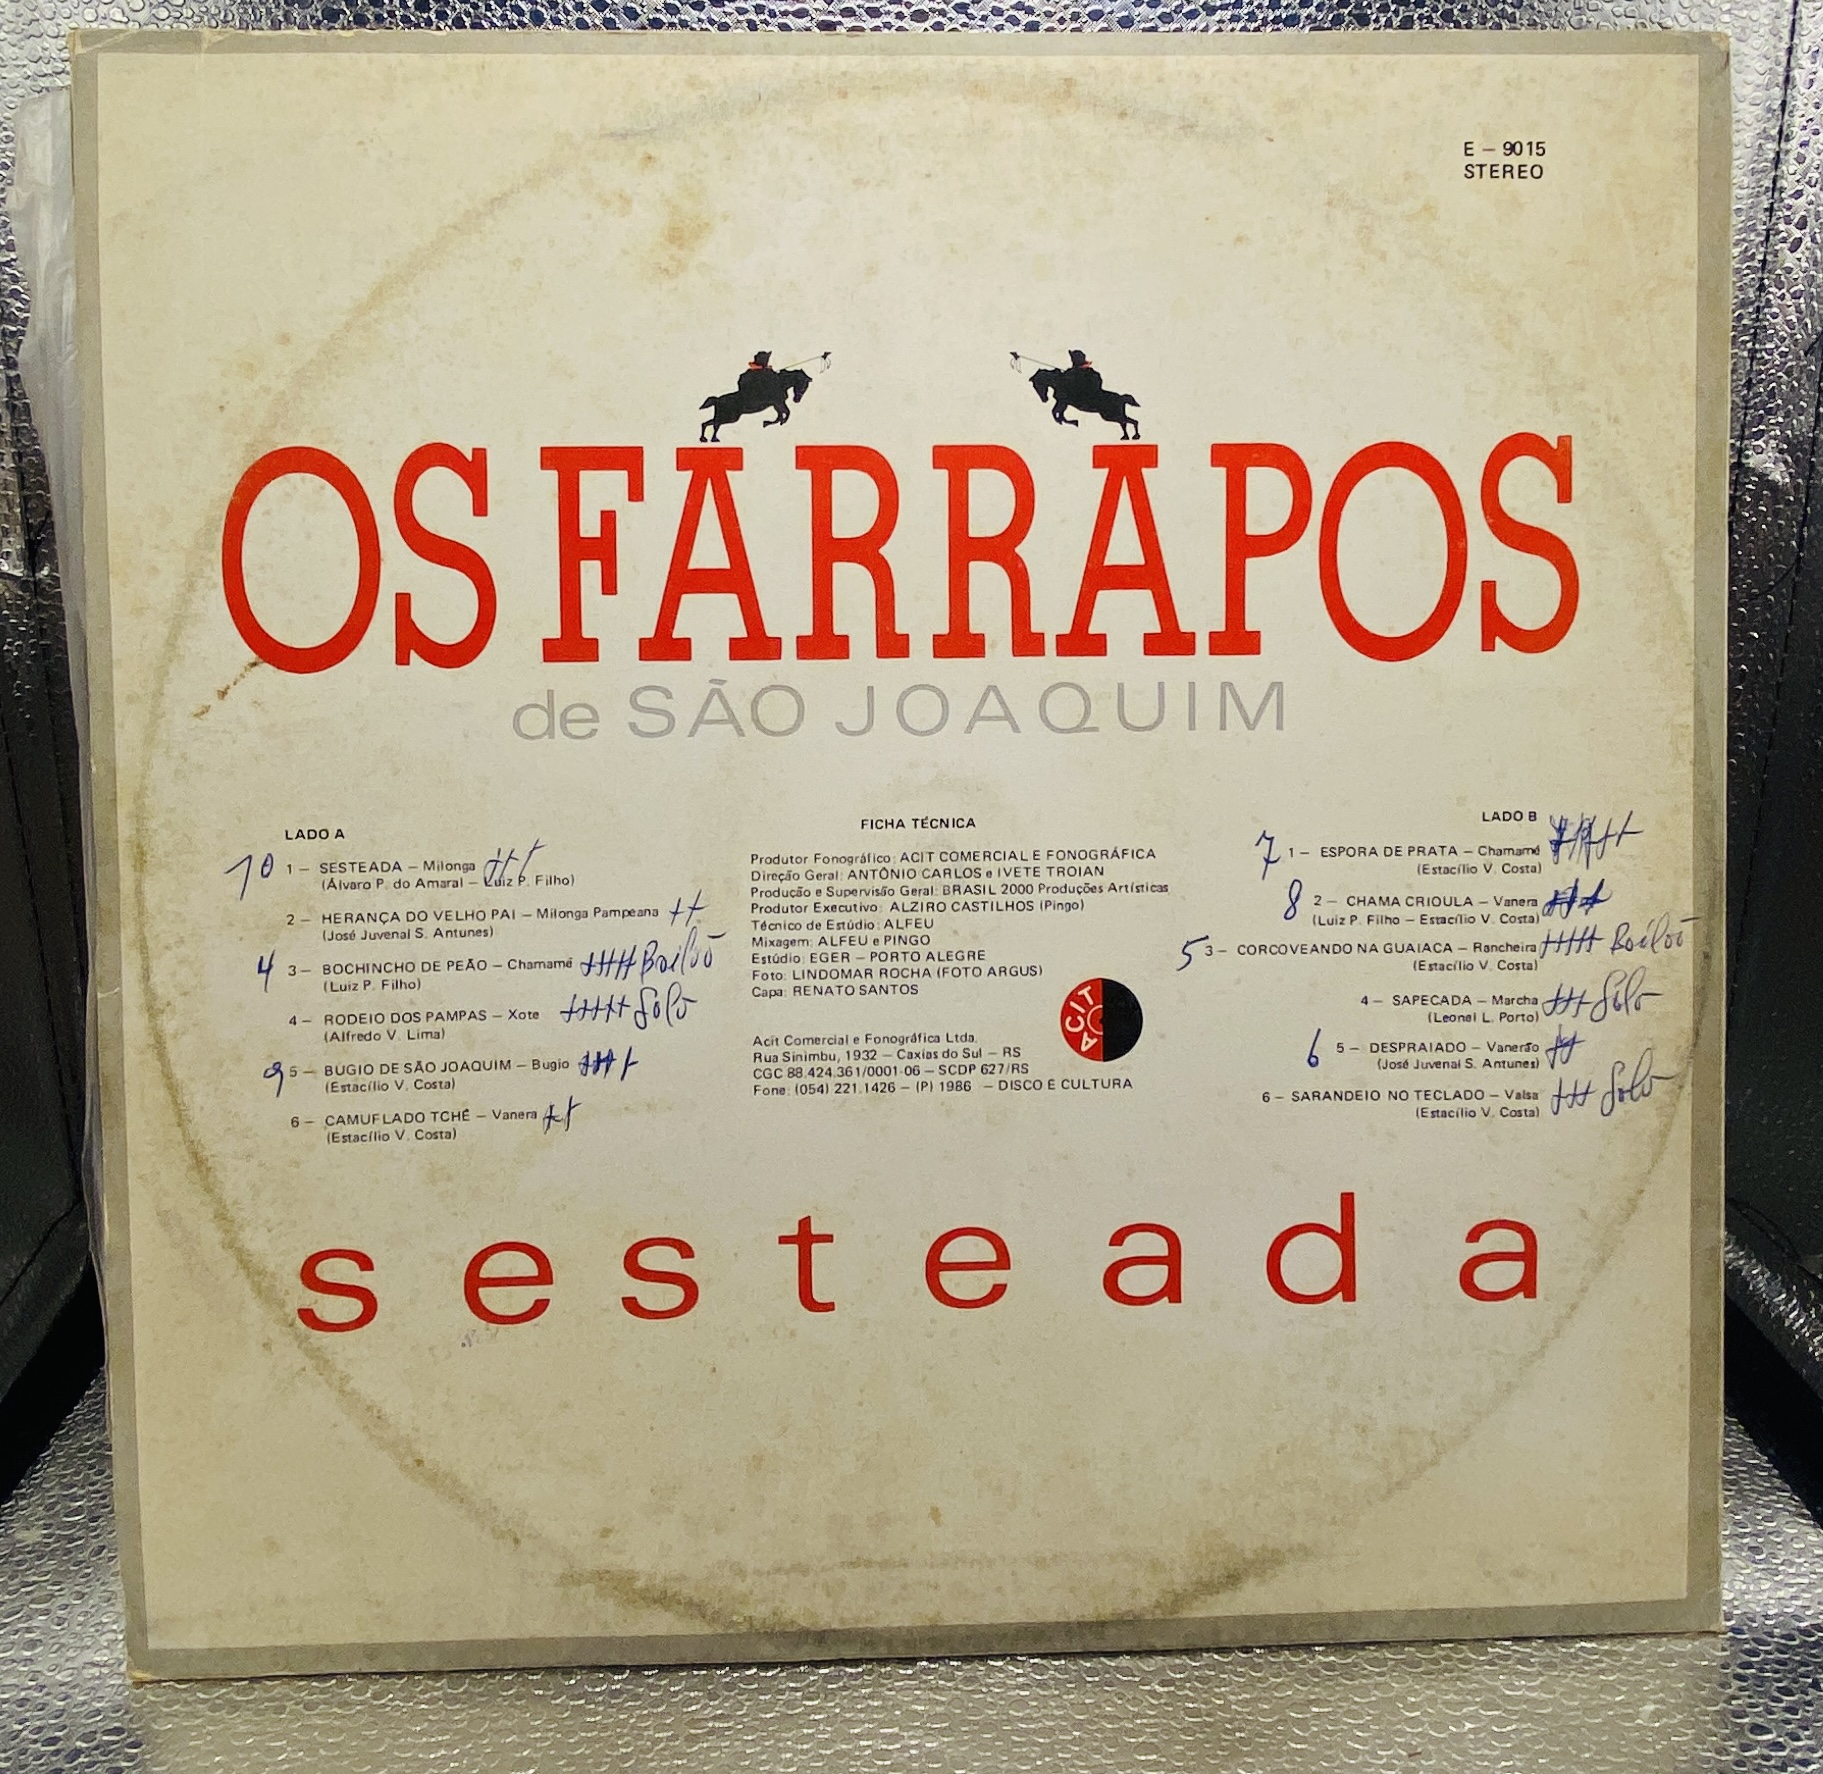 E – 9015
STEREO
OS FARRAPOS
de SÃO JOAQUIM
LADO A
10 1 – SESTEADA – Milonga +++
(Álvaro P. do Amaral – Luiz P. Filho)
2 – HERANÇA DO VELHO PAI – Milonga Pampeana ++
(José Juvenal S. Antunes)
4 3 – BOCHINCHO DE PEÃO – Chamamé ++++ Bailão
(Luiz P. Filho)
4 – RODEIO DOS PAMPAS – Xote +++++ Solo
(Alfredo V. Lima)
9 5 – BUGIO DE SÃO JOAQUIM – Bugio ++++
(Estacílio V. Costa)
6 – CAMUFLADO TCHÊ – Vanera ++
(Estacílio V. Costa)
FICHA TÉCNICA
Produtor Fonográfico: ACIT COMERCIAL E FONOGRÁFICA
Direção Geral: ANTÔNIO CARLOS e IVETE TROIAN
Produção e Supervisão Geral: BRASIL 2000 Produções Artísticas
Produtor Executivo: ALZIRO CASTILHOS (Pingo)
Técnico de Estúdio: ALFEU
Mixagem: ALFEU e PINGO
Estúdio: EGER – PORTO ALEGRE
Foto: LINDOMAR ROCHA (FOTO ARGUS)
Capa: RENATO SANTOS
ACIT
Acit Comercial e Fonográfica Ltda.
Rua Sinimbu, 1932 – Caxias do Sul – RS
CGC 88.424.361/0001-06 – SCDP 627/RS
Fone: (054) 221.1426 – (P) 1986 – DISCO É CULTURA
LADO B
7 1 – ESPORA DE PRATA – Chamamé
(Estacílio V. Costa)
8 2 – CHAMA CRIOULA – Vanera +++
(Luiz P. Filho – Estacílio V. Costa)
5 3 – CORCOVEANDO NA GUAIACA – Rancheira +++++ Bailão
(Estacílio V. Costa)
4 – SAPECADA – Marcha +++ Solo
(Leonel L. Porto)
6 5 – DESPRAIADO – Vanerão ++
(José Juvenal S. Antunes)
6 – SARANDEIO NO TECLADO – Valsa +++ Solo
(Estacílio V. Costa)
sesteada